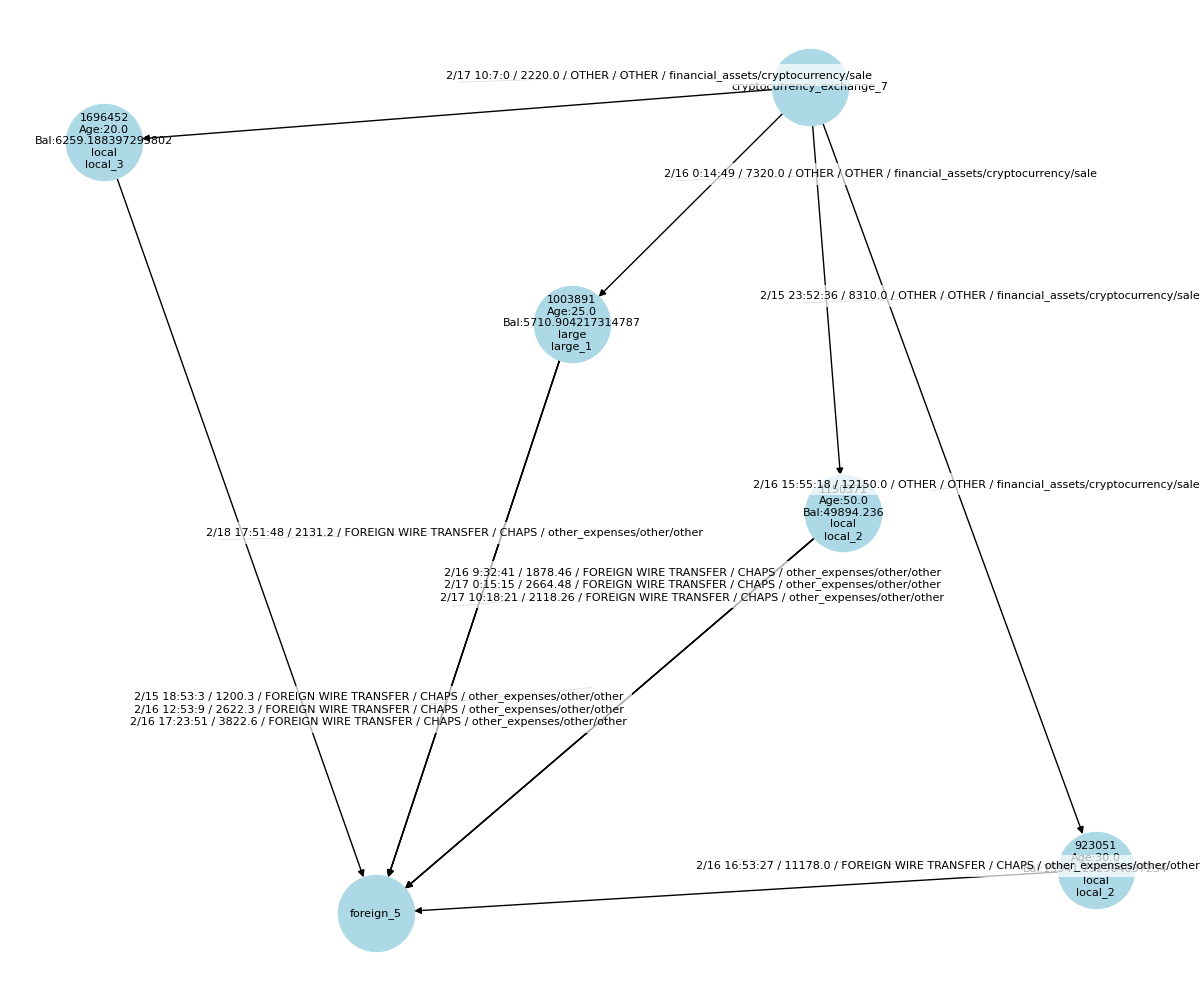 2/17 10:7:0 / 2220.0 / OTHER / OTHER / financial_assets/cryptocurrency/sale
cryptocurrency_exchange_7
1696452
Age:20.0
local
local_3
2/16 0:14:49 / 7320.0 / OTHER / OTHER / financial_assets/cryptocurrency/sale
2/15 23:52:36 / 8310.0 / OTHER / OTHER / financial_assets/cryptocurrency/sale
1003891
Age:25.0
Bal:5710.904217314787
large
large_1
2/16 15:55:18 / 12150.0 / OTHER / OTHER / financial_assets/cryptocurrency/sale
Age:50.0
Bal:49894.236
local
local_2
2/18 17:51:48 / 2131.2 / FOREIGN WIRE TRANSFER / CHAPS / other_expenses/other/other
2/16 9:32:41 / 1878.46 / FOREIGN WIRE TRANSFER / CHAPS / other_expenses/other/other
2/17 0:15:15 / 2664.48 / FOREIGN WIRE TRANSFER / CHAPS / other_expenses/other/other
2/17 10:18:21 / 2118.26 / FOREIGN WIRE TRANSFER / CHAPS / other_expenses/other/other
2/15 18:53:3 / 1200.3 / FOREIGN WIRE TRANSFER / CHAPS / other_expenses/other/other
2/16 12:53:9 / 2622.3 / FOREIGN WIRE TRANSFER / CHAPS / other_expenses/other/other
2/16 17:23:51 / 3822.6 / FOREIGN WIRE TRANSFER / CHAPS / other_expenses/other/other
923051
Age:30.0
2/16 16:53:27 / 11178.0 / FOREIGN WIRE TRANSFER / CHAPS / other_expenses/other/other
local
local_2
foreign_5